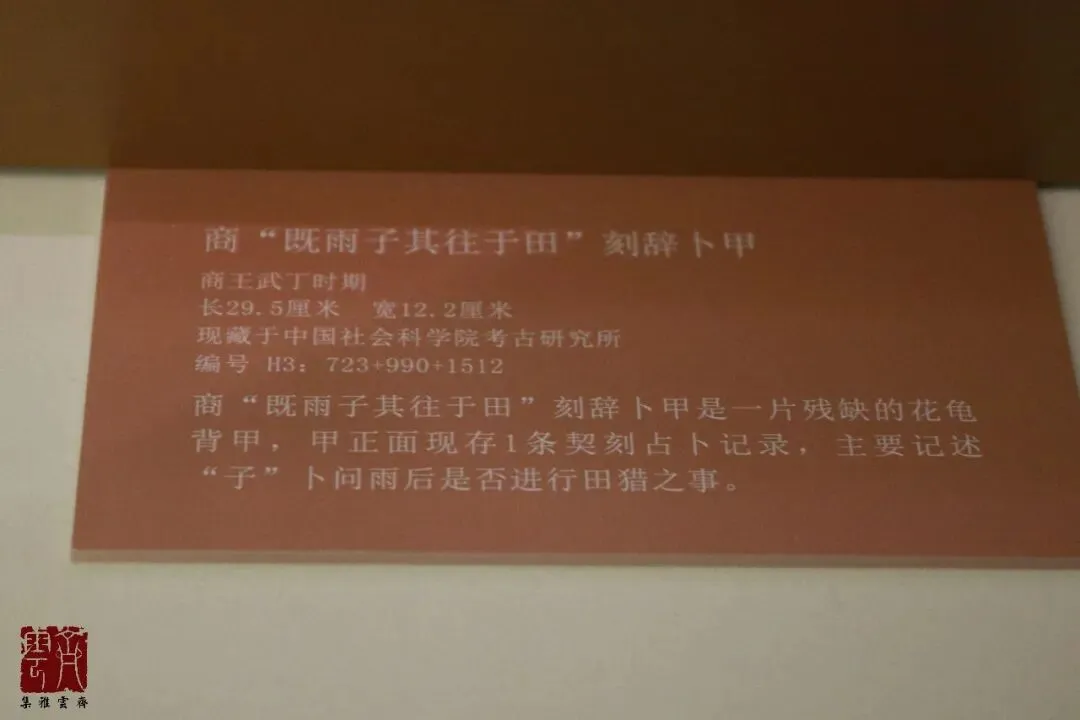 商“既雨子其往于田”刻辞卜甲
商王武丁时期
长29.5厘米　宽12.2厘米
现藏于中国社会科学院考古研究所
编号 H3：723+990+1512
商“既雨子其往于田”刻辞卜甲是一片残缺的花龟
背甲，甲正面现存1条契刻占卜记录，主要记述
“子”卜问雨后是否进行田猎之事。
雲齊
集雅雲齊